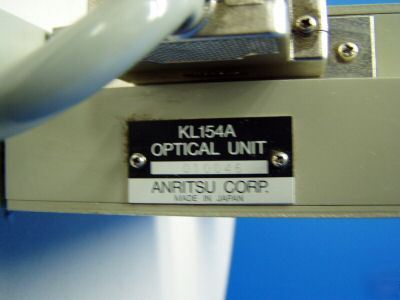 KL154A
OPTICAL UNIT
ANRITSU CORP.
MADE IN JAPAN